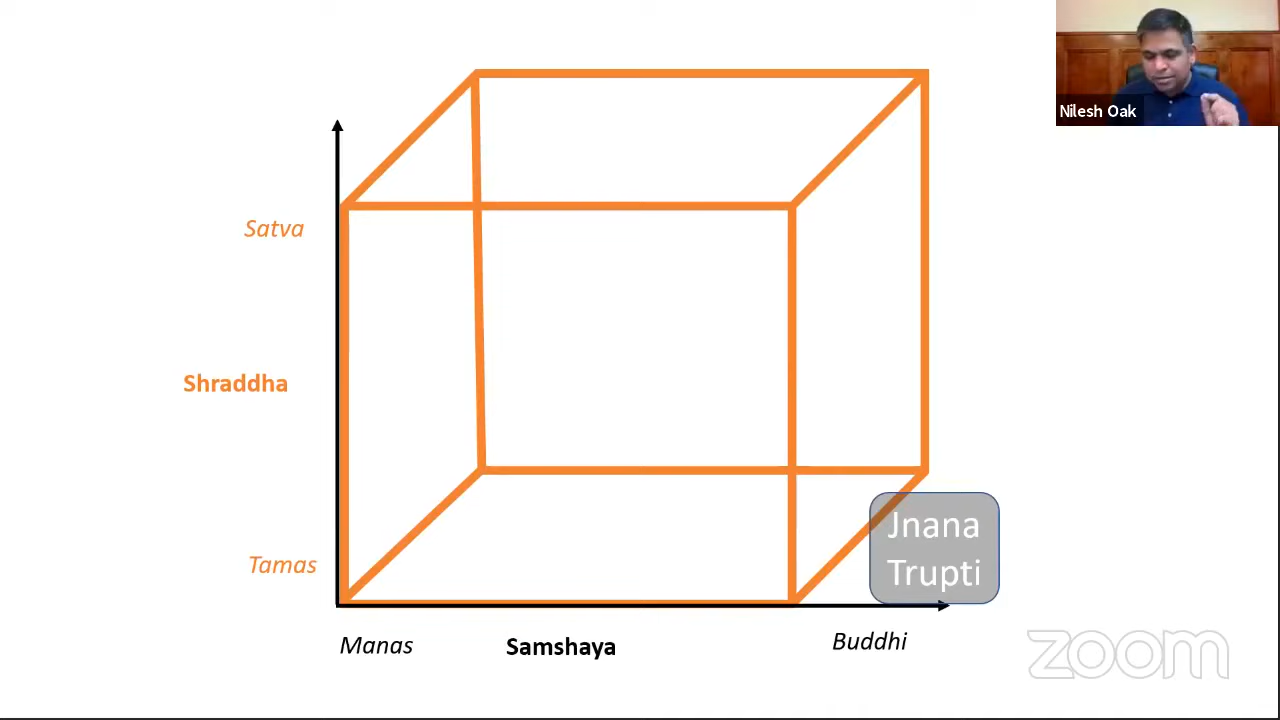 Nilesh Oak
Satva
Shraddha
Jnana
Trupti
Tamas
Manas
Samshaya
Buddhi
zoom